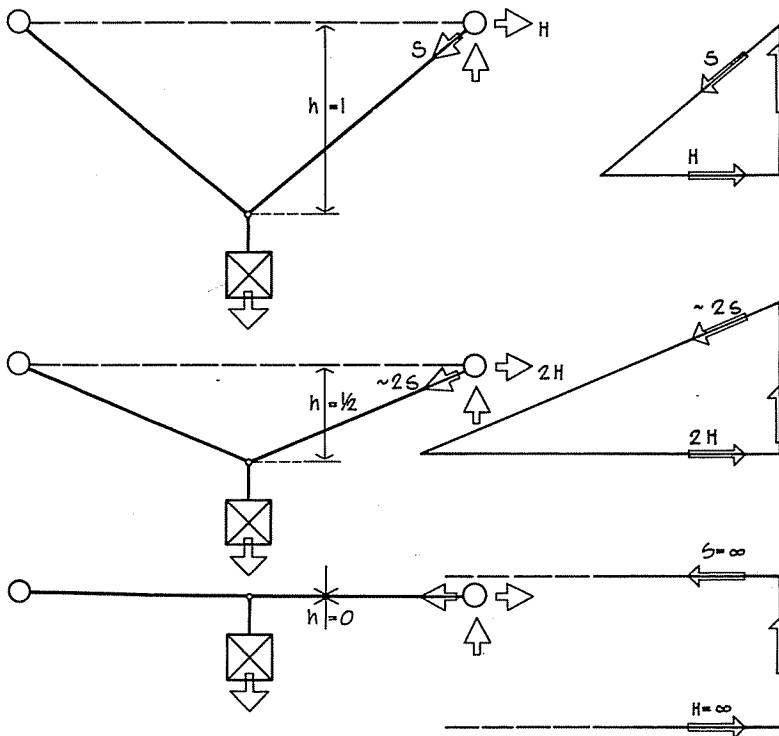 H
S
h = 1
S
H
~2S
2H
h = ½
~ 2S
2H
S = ∞
h = 0
H = ∞